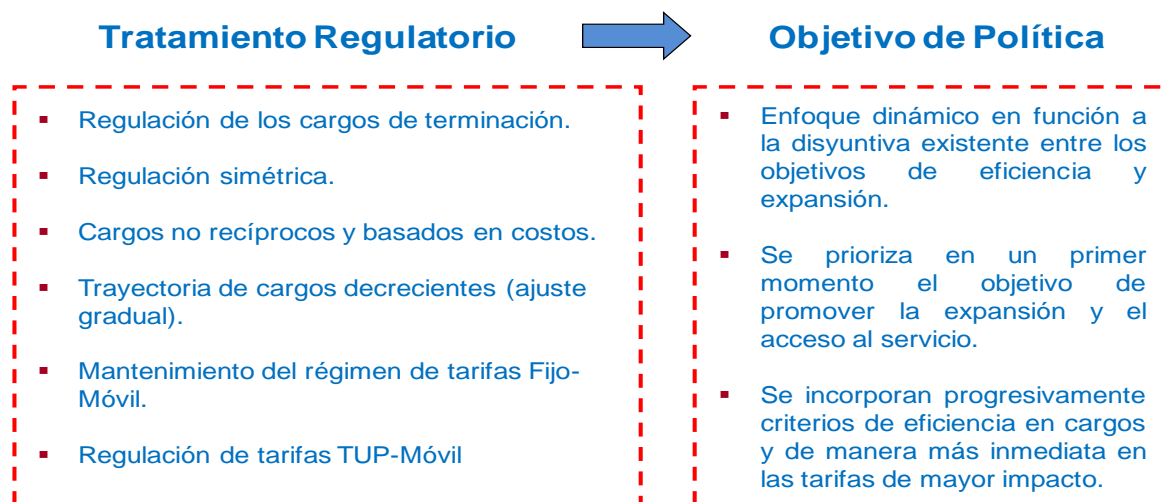 Tratamiento Regulatorio
Objetivo de Política
▪ Regulación de los cargos de terminación.
▪ Regulación simétrica.
▪ Cargos no recíprocos y basados en costos.
▪ Trayectoria de cargos decrecientes (ajuste
gradual).
▪ Mantenimiento del régimen de tarifas Fijo-
Móvil.
▪ Regulación de tarifas TUP-Móvil
▪ Enfoque dinámico en función a
la disyuntiva existente entre los
objetivos de eficiencia y
expansión.
▪ Se prioriza en un primer
momento el objetivo de
promover la expansión y el
acceso al servicio.
▪ Se incorporan progresivamente
criterios de eficiencia en cargos
y de manera más inmediata en
las tarifas de mayor impacto.